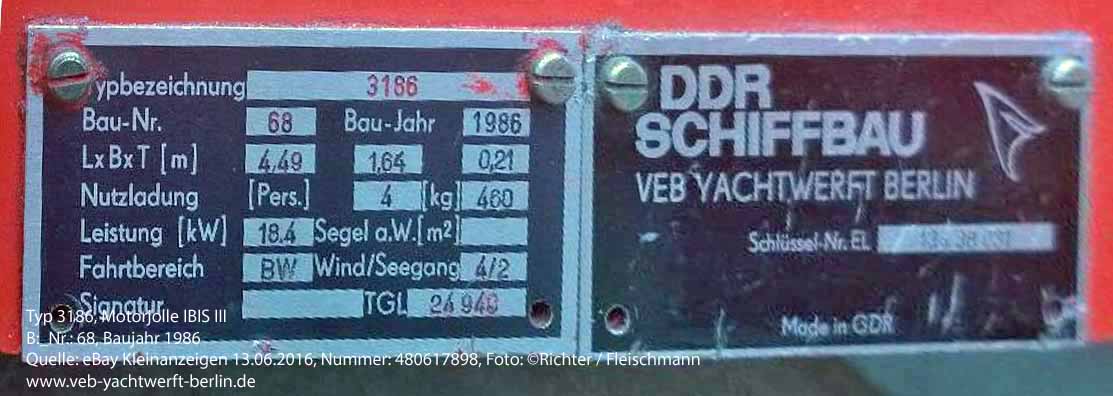 Typbezeichnung 3186
Bau-Nr. 68 Bau-Jahr 1986
LxBxT [m] 4,49 1,64 0,21
Nutzladung [Pers.] 4 [kg] 460
Leistung [kW] 18.4 Segel a.W. [m²]
Fahrtbereich BW Wind/Seegang 4/2
Signatur TGL 24 940
DDR
SCHIFFBAU
VEB YACHTWERFT BERLIN
Schlüssel-Nr. EL
Made in GDR
Typ 3186, Motorjolle IBIS III
B._Nr.: 68, Baujahr 1986
Quelle: eBay Kleinanzeigen 13.06.2016, Nummer: 480617898, Foto: ©Richter / Fleischmann
www.veb-yachtwerft-berlin.de